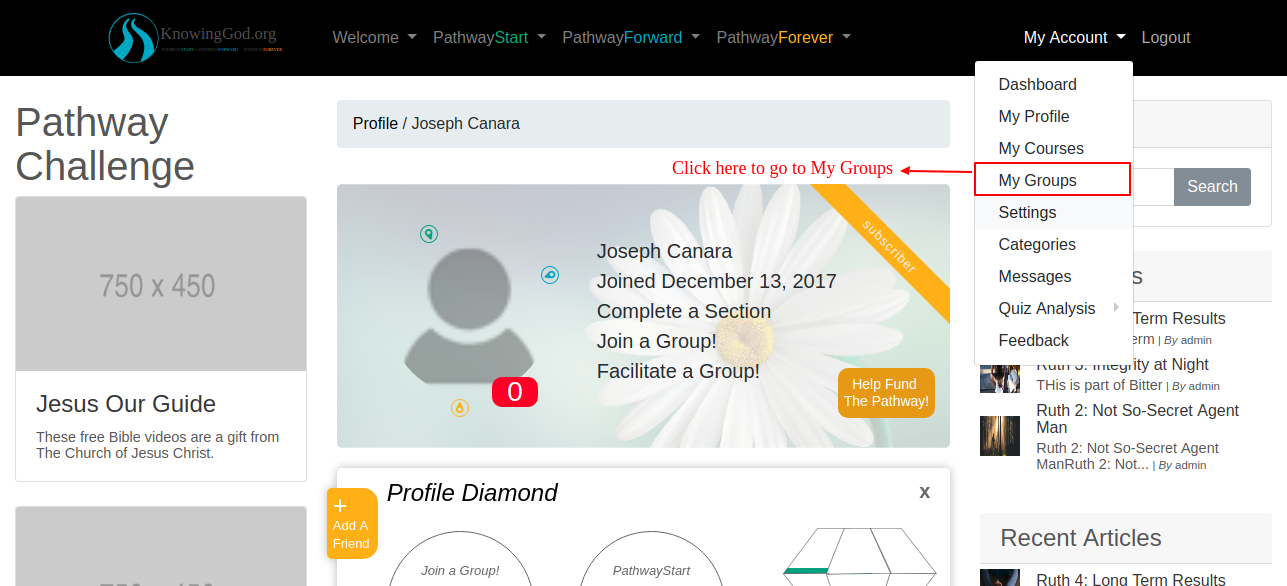 KnowingGod.org
Welcome
PathwayStart
PathwayForward
PathwayForever
My Account
Logout
Dashboard
My Profile
My Courses
My Groups
Settings
Categories
Messages
Quiz Analysis
Feedback
Click here to go to My Groups
Pathway
Challenge
750 x 450
Jesus Our Guide
These free Bible videos are a gift from
The Church of Jesus Christ.
Profile / Joseph Canara
subscriber
Joseph Canara
Joined December 13, 2017
Complete a Section
Join a Group!
Facilitate a Group!
0
Help Fund
The Pathway!
+
Add A
Friend
Profile Diamond
x
Join a Group!
PathwayStart
Search
s
Term Results
erm | By admin
Ruth 3: Integrity at Night
THis is part of Bitter | By admin
Ruth 2: Not So-Secret Agent
Man
Ruth 2: Not So-Secret Agent
ManRuth 2: Not... | By admin
Recent Articles
Ruth 4: Long Term Results